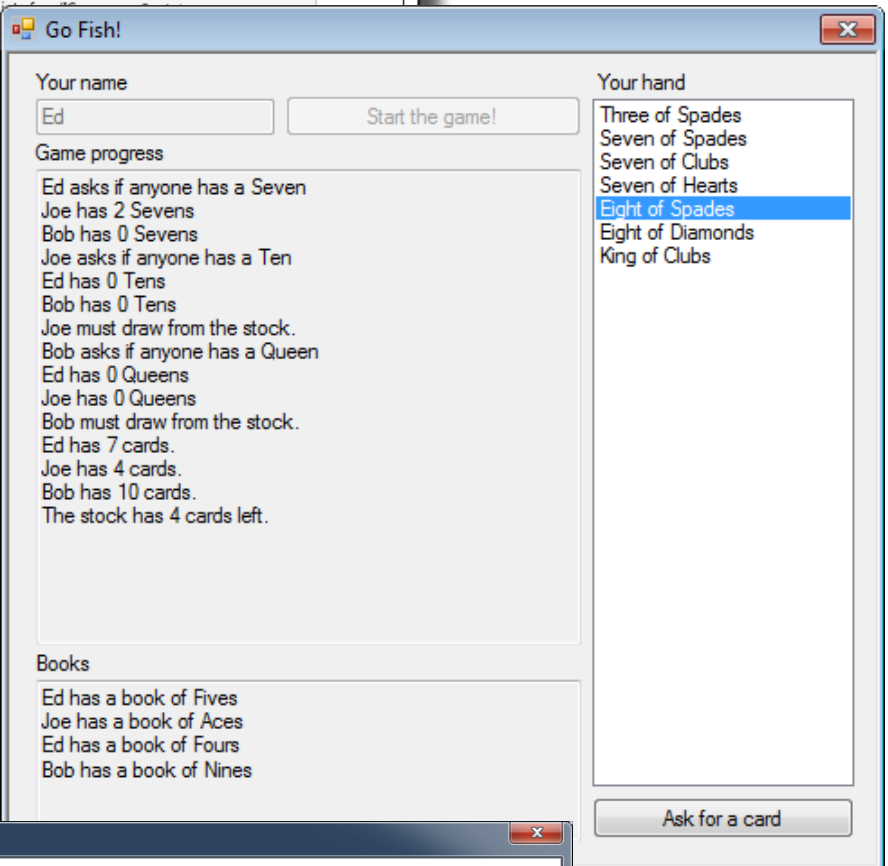 Go Fish!
Your name
Ed
Start the game!
Game progress
Ed asks if anyone has a Seven
Joe has 2 Sevens
Bob has 0 Sevens
Joe asks if anyone has a Ten
Ed has 0 Tens
Bob has 0 Tens
Joe must draw from the stock.
Bob asks if anyone has a Queen
Ed has 0 Queens
Joe has 0 Queens
Bob must draw from the stock.
Ed has 7 cards.
Joe has 4 cards.
Bob has 10 cards.
The stock has 4 cards left.
Books
Ed has a book of Fives
Joe has a book of Aces
Ed has a book of Fours
Bob has a book of Nines
Your hand
Three of Spades
Seven of Spades
Seven of Clubs
Seven of Hearts
Eight of Spades
Eight of Diamonds
King of Clubs
Ask for a card